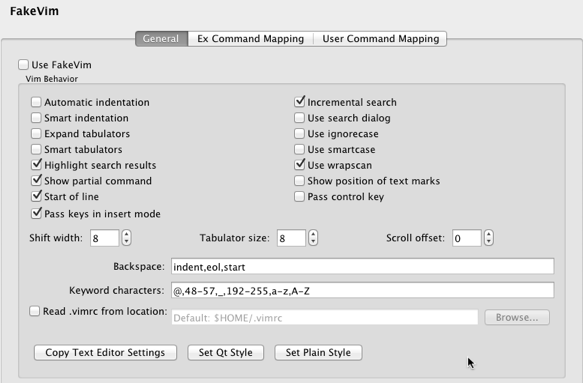 FakeVim
General Ex Command Mapping User Command Mapping
Use FakeVim
Vim Behavior
Automatic indentation Incremental search
Smart indentation Use search dialog
Expand tabulators Use ignorecase
Smart tabulators Use smartcase
Highlight search results Use wrapscan
Show partial command Show position of text marks
Start of line Pass control key
Pass keys in insert mode
Shift width: 8 Tabulator size: 8 Scroll offset: 0
Backspace: indent,eol,start
Keyword characters: @,48-57,_,192-255,a-z,A-Z
Read .vimrc from location: Default: $HOME/.vimrc Browse...
Copy Text Editor Settings Set Qt Style Set Plain Style